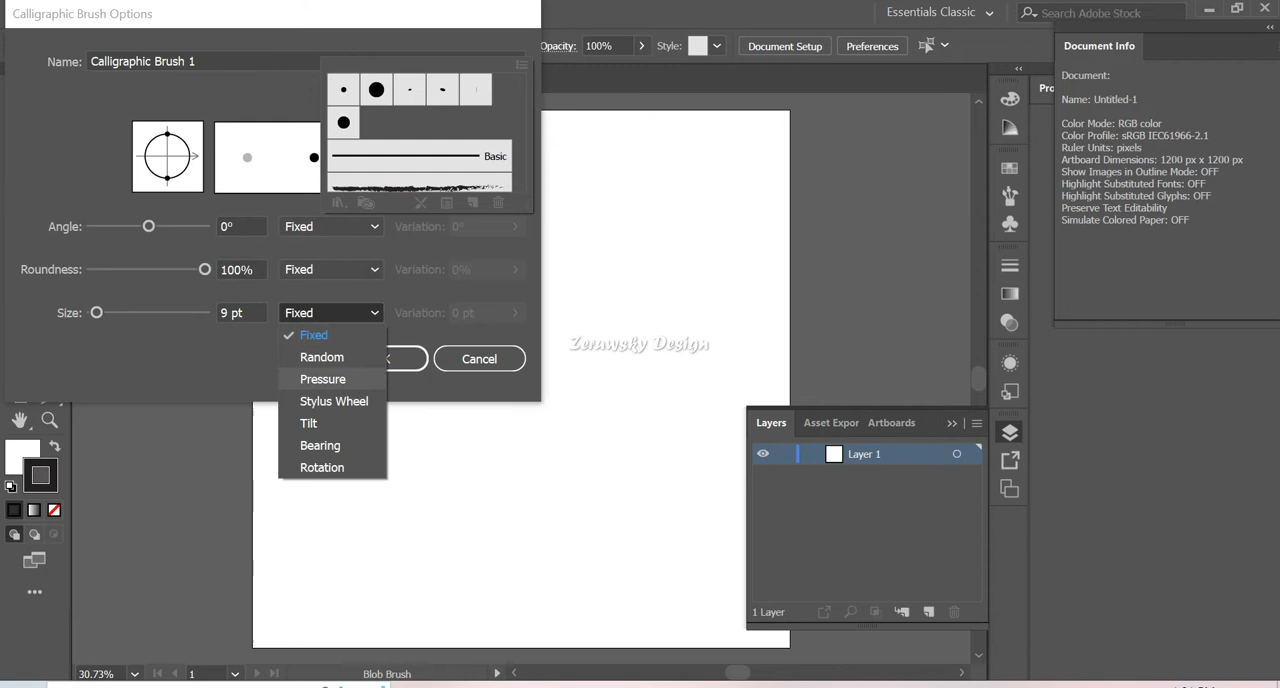 Calligraphic Brush Options
Essentials Classic
Search Adobe Stock
Opacity: 100% Style: Document Setup Preferences
Name: Calligraphic Brush 1
Basic
Angle: 0° Fixed Variation: 0°
Roundness: 100% Fixed Variation: 0%
Size: 9 pt Fixed Variation: 0 pt
Fixed
Random
Pressure
Stylus Wheel
Tilt
Bearing
Rotation
Cancel
Zerawsky Design
Document Info
Document:
Name: Untitled-1
Color Mode: RGB color
Color Profile: sRGB IEC61966-2.1
Ruler Units: pixels
Artboard Dimensions: 1200 px x 1200 px
Show Images in Outline Mode: OFF
Highlight Substituted Fonts: OFF
Highlight Substituted Glyphs: OFF
Preserve Text Editability
Simulate Colored Paper: OFF
Layers Asset Expor Artboards
Layer 1
1 Layer
30.73% 1 Blob Brush